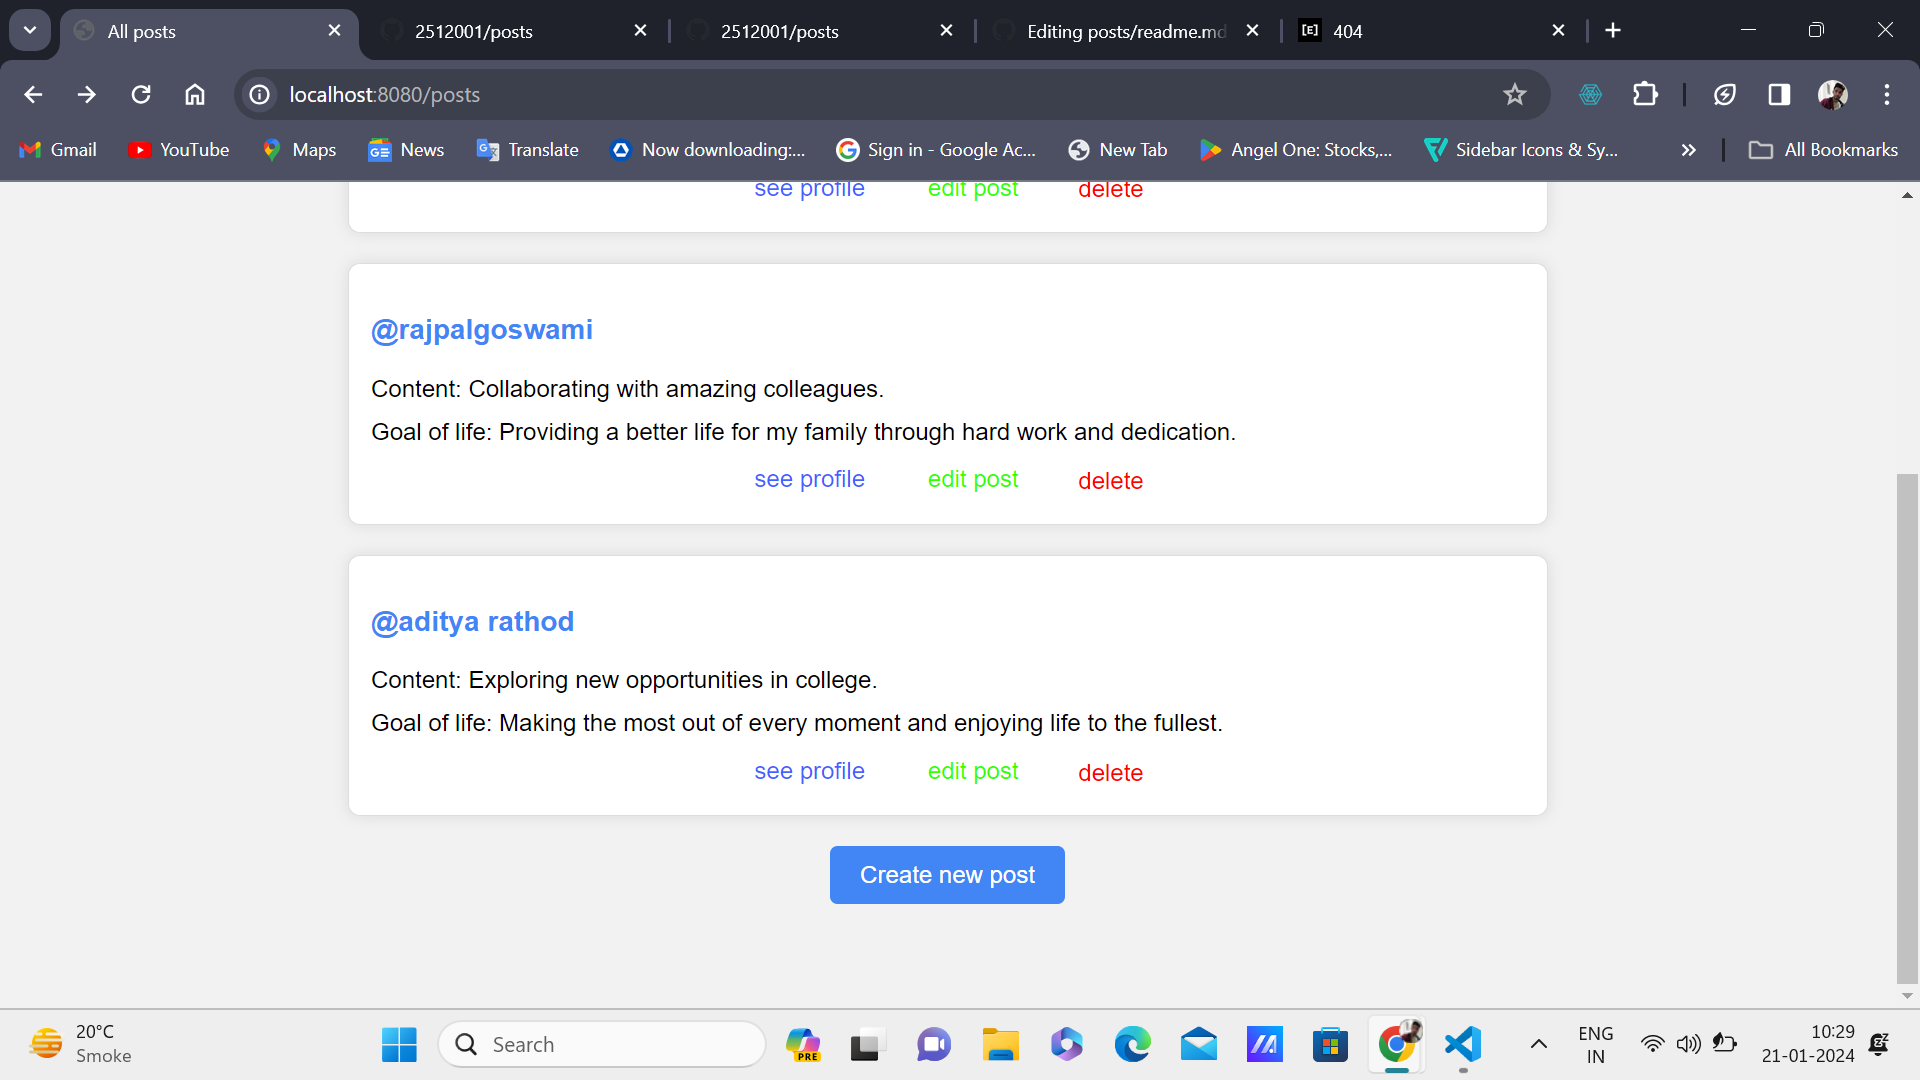 All posts
2512001/posts
2512001/posts
Editing posts/readme.md
[E] 404
localhost:8080/posts
Gmail
YouTube
Maps
News
Translate
Now downloading:...
Sign in - Google Ac...
New Tab
Angel One: Stocks,...
Sidebar Icons & Sy...
All Bookmarks
see profile edit post delete
@rajpalgoswami
Content: Collaborating with amazing colleagues.
Goal of life: Providing a better life for my family through hard work and dedication.
see profile edit post delete
@aditya rathod
Content: Exploring new opportunities in college.
Goal of life: Making the most out of every moment and enjoying life to the fullest.
see profile edit post delete
Create new post
20°C
Smoke
Search
PRE
ENG
IN
10:29
21-01-2024